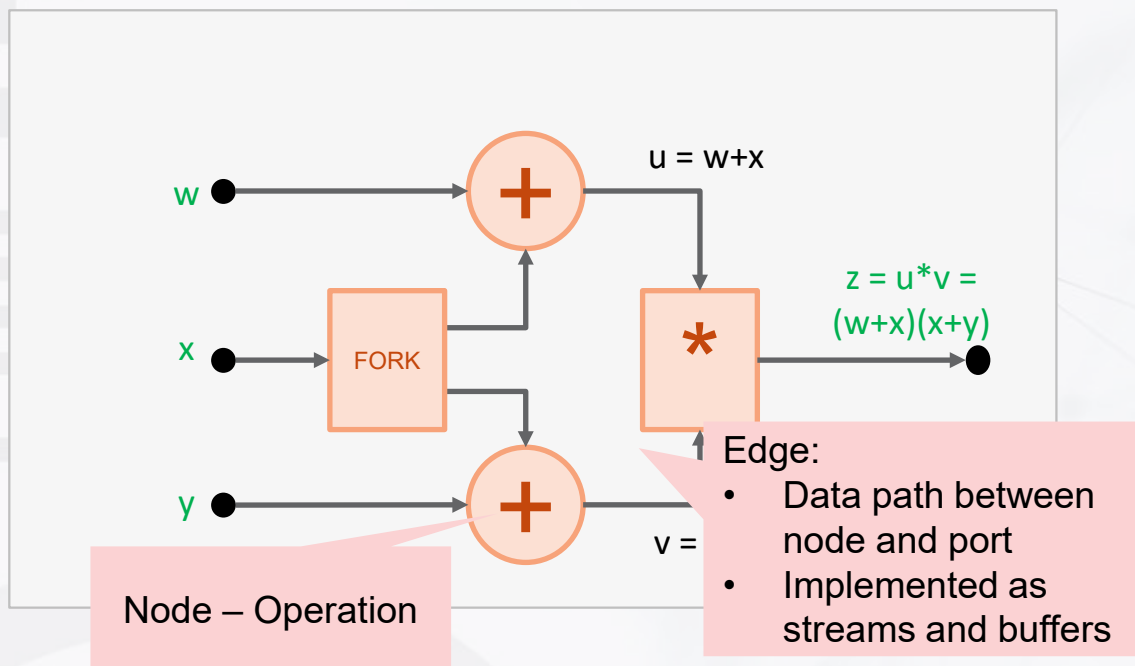 u = w+x
w
+
z = u*v =
(w+x)(x+y)
x
FORK
*
Edge:
• Data path between
node and port
• Implemented as
streams and buffers
y
+
v =
Node – Operation